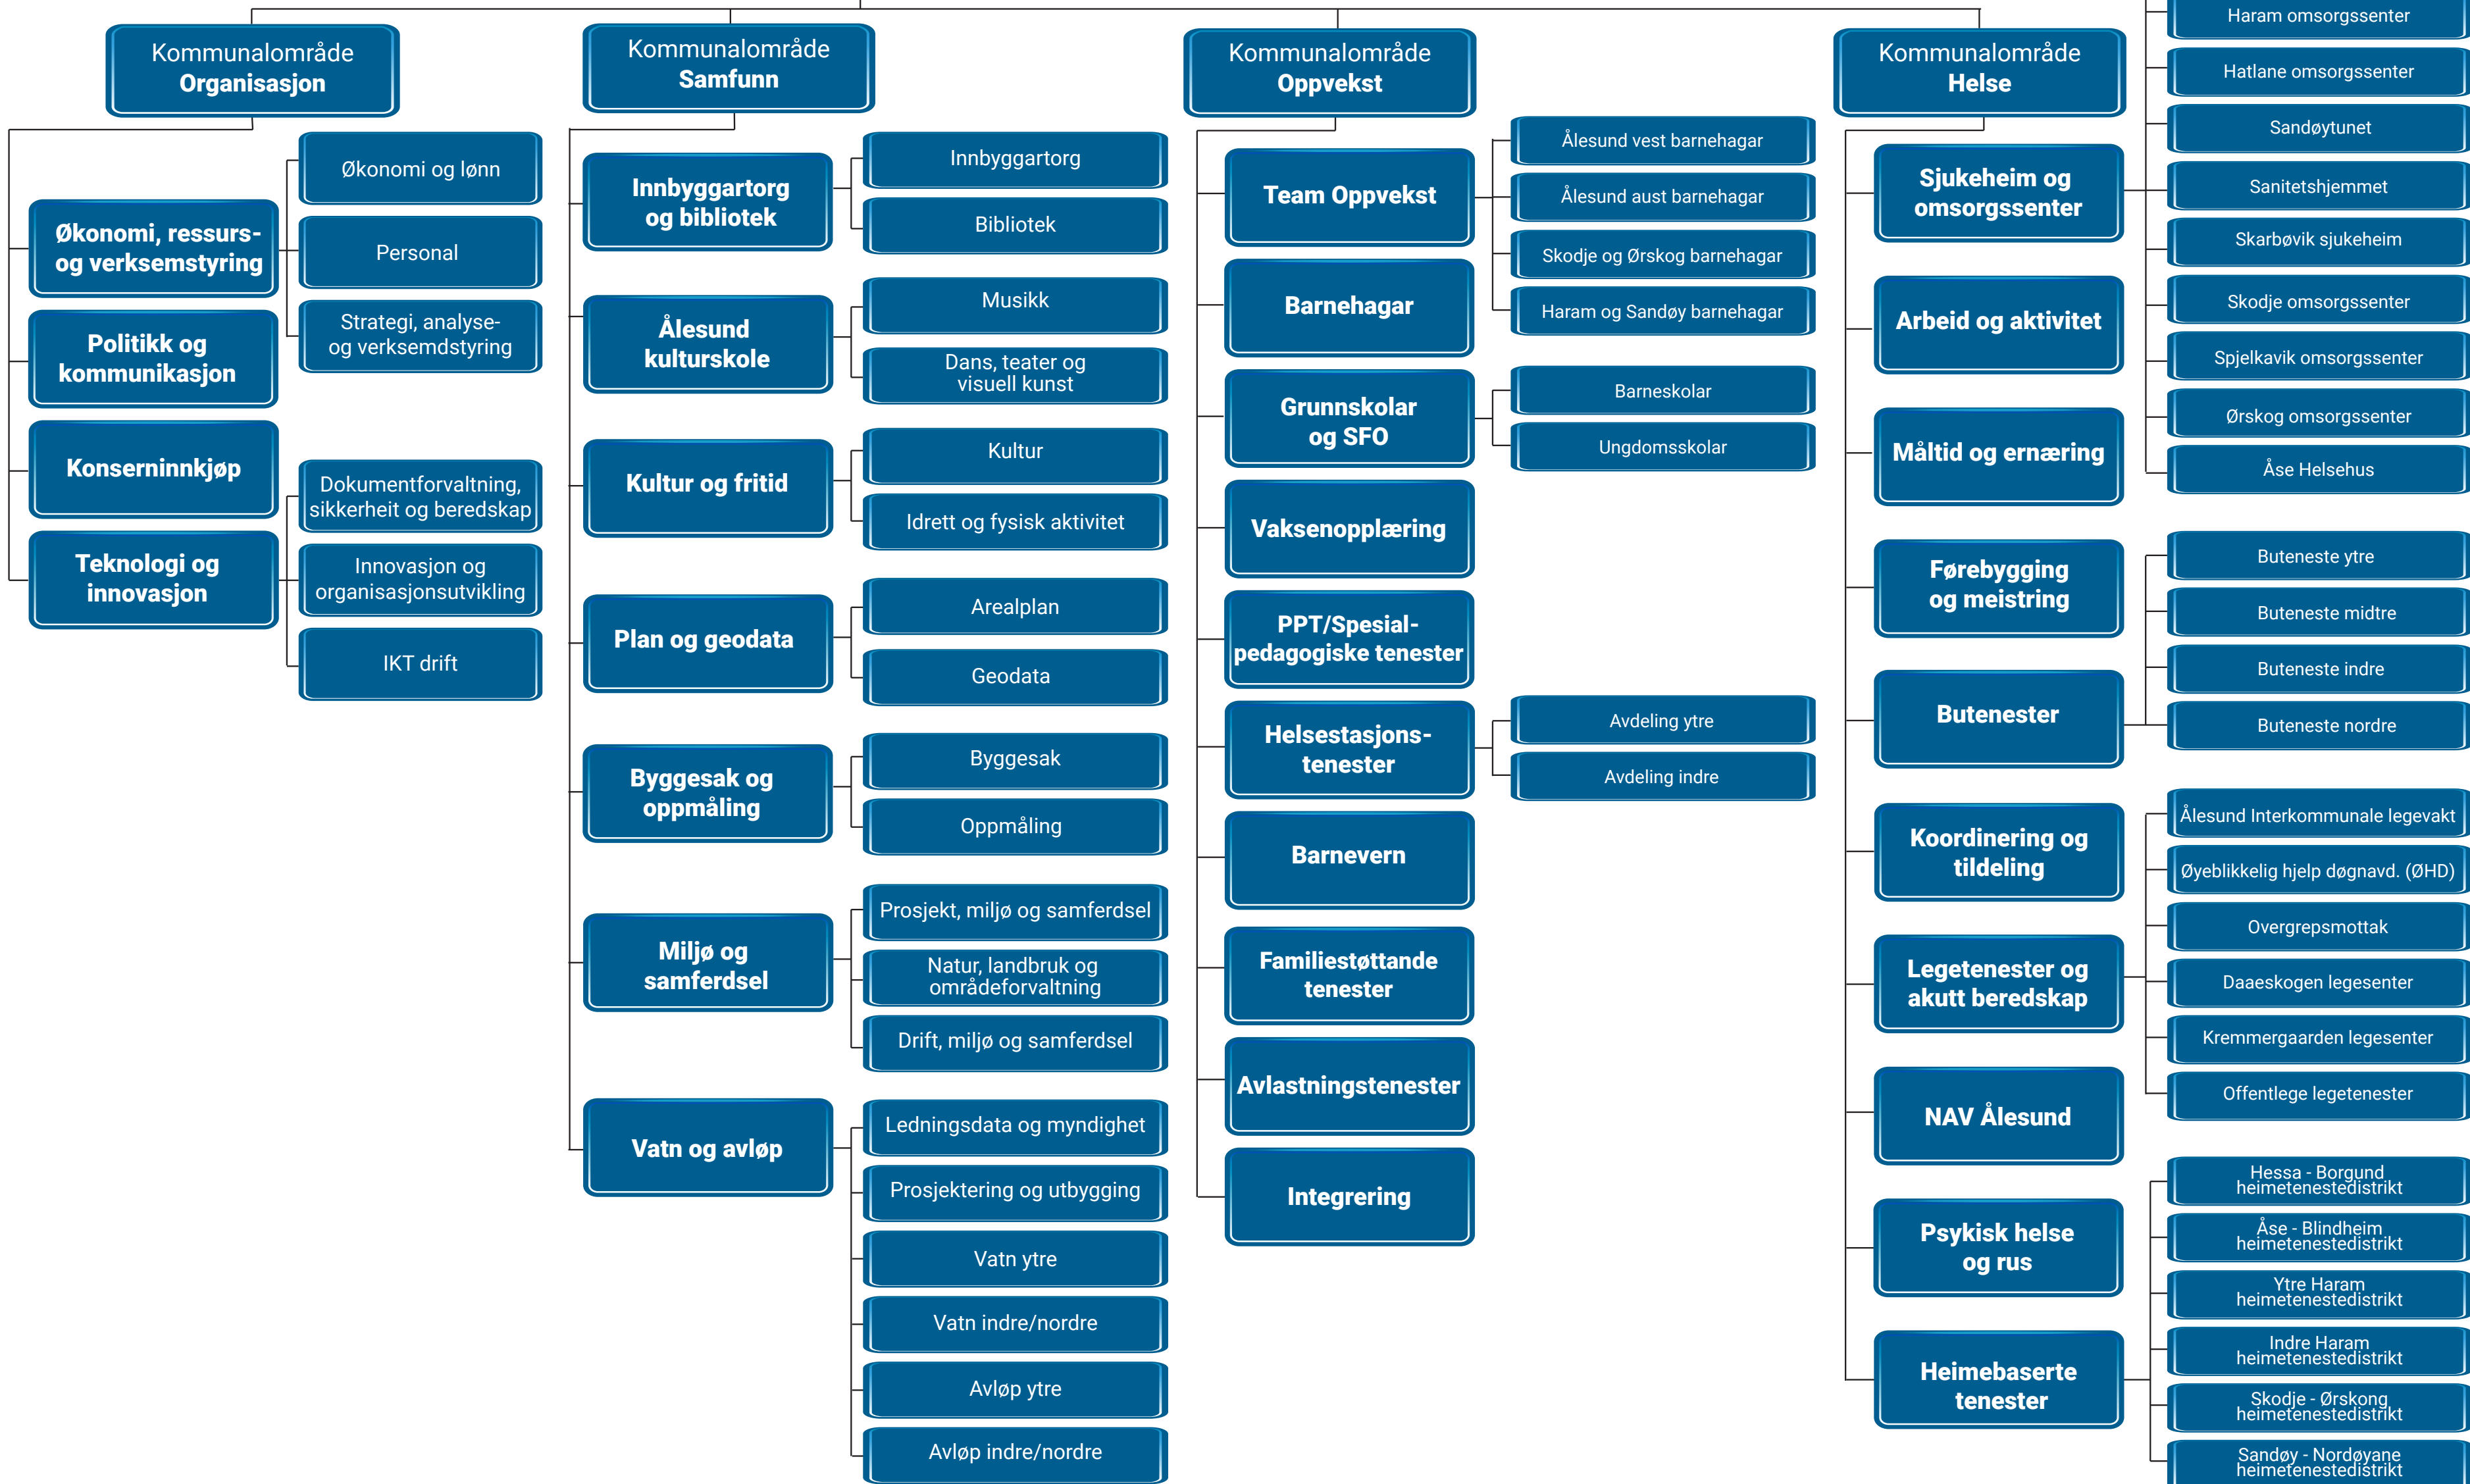 Kommunalområde
Organisasjon
Økonomi, ressurs-
og verksemstyring
Økonomi og lønn
Personal
Strategi, analyse-
og verksemdstyring
Politikk og
kommunikasjon
Konserninnkjøp
Teknologi og
innovasjon
Dokumentforvaltning,
sikkerheit og beredskap
Innovasjon og
organisasjonsutvikling
IKT drift
Kommunalområde
Samfunn
Innbyggartorg
og bibliotek
Innbyggartorg
Bibliotek
Ålesund
kulturskole
Musikk
Dans, teater og
visuell kunst
Kultur og fritid
Kultur
Idrett og fysisk aktivitet
Plan og geodata
Arealplan
Geodata
Byggesak og
oppmåling
Byggesak
Oppmåling
Miljø og
samferdsel
Prosjekt, miljø og samferdsel
Natur, landbruk og
områdeforvaltning
Drift, miljø og samferdsel
Vatn og avløp
Ledningsdata og myndighet
Prosjektering og utbygging
Vatn ytre
Vatn indre/nordre
Avløp ytre
Avløp indre/nordre
Kommunalområde
Oppvekst
Team Oppvekst
Ålesund vest barnehagar
Ålesund aust barnehagar
Skodje og Ørskog barnehagar
Haram og Sandøy barnehagar
Barnehagar
Grunnskolar
og SFO
Barneskolar
Ungdomsskolar
Vaksenopplæring
PPT/Spesial-
pedagogiske tenester
Helsestasjons-
tenester
Avdeling ytre
Avdeling indre
Barnevern
Familiestøttande
tenester
Avlastningstenester
Integrering
Kommunalområde
Helse
Sjukeheim og
omsorgssenter
Haram omsorgssenter
Hatlane omsorgssenter
Sandøytunet
Sanitetshjemmet
Skarbøvik sjukeheim
Skodje omsorgssenter
Spjelkavik omsorgssenter
Ørskog omsorgssenter
Åse Helsehus
Arbeid og aktivitet
Måltid og ernæring
Førebygging
og meistring
Butenester
Buteneste ytre
Buteneste midtre
Buteneste indre
Buteneste nordre
Koordinering og
tildeling
Legetenester og
akutt beredskap
Ålesund Interkommunale legevakt
Øyeblikkelig hjelp døgnavd. (ØHD)
Overgrepsmottak
Daaeskogen legesenter
Kremmergaarden legesenter
Offentlege legetenester
NAV Ålesund
Psykisk helse
og rus
Heimebaserte
tenester
Hessa - Borgund
heimetenestedistrikt
Åse - Blindheim
heimetenestedistrikt
Ytre Haram
heimetenestedistrikt
Indre Haram
heimetenestedistrikt
Skodje - Ørskong
heimetenestedistrikt
Sandøy - Nordøyane
heimetenestedistrikt